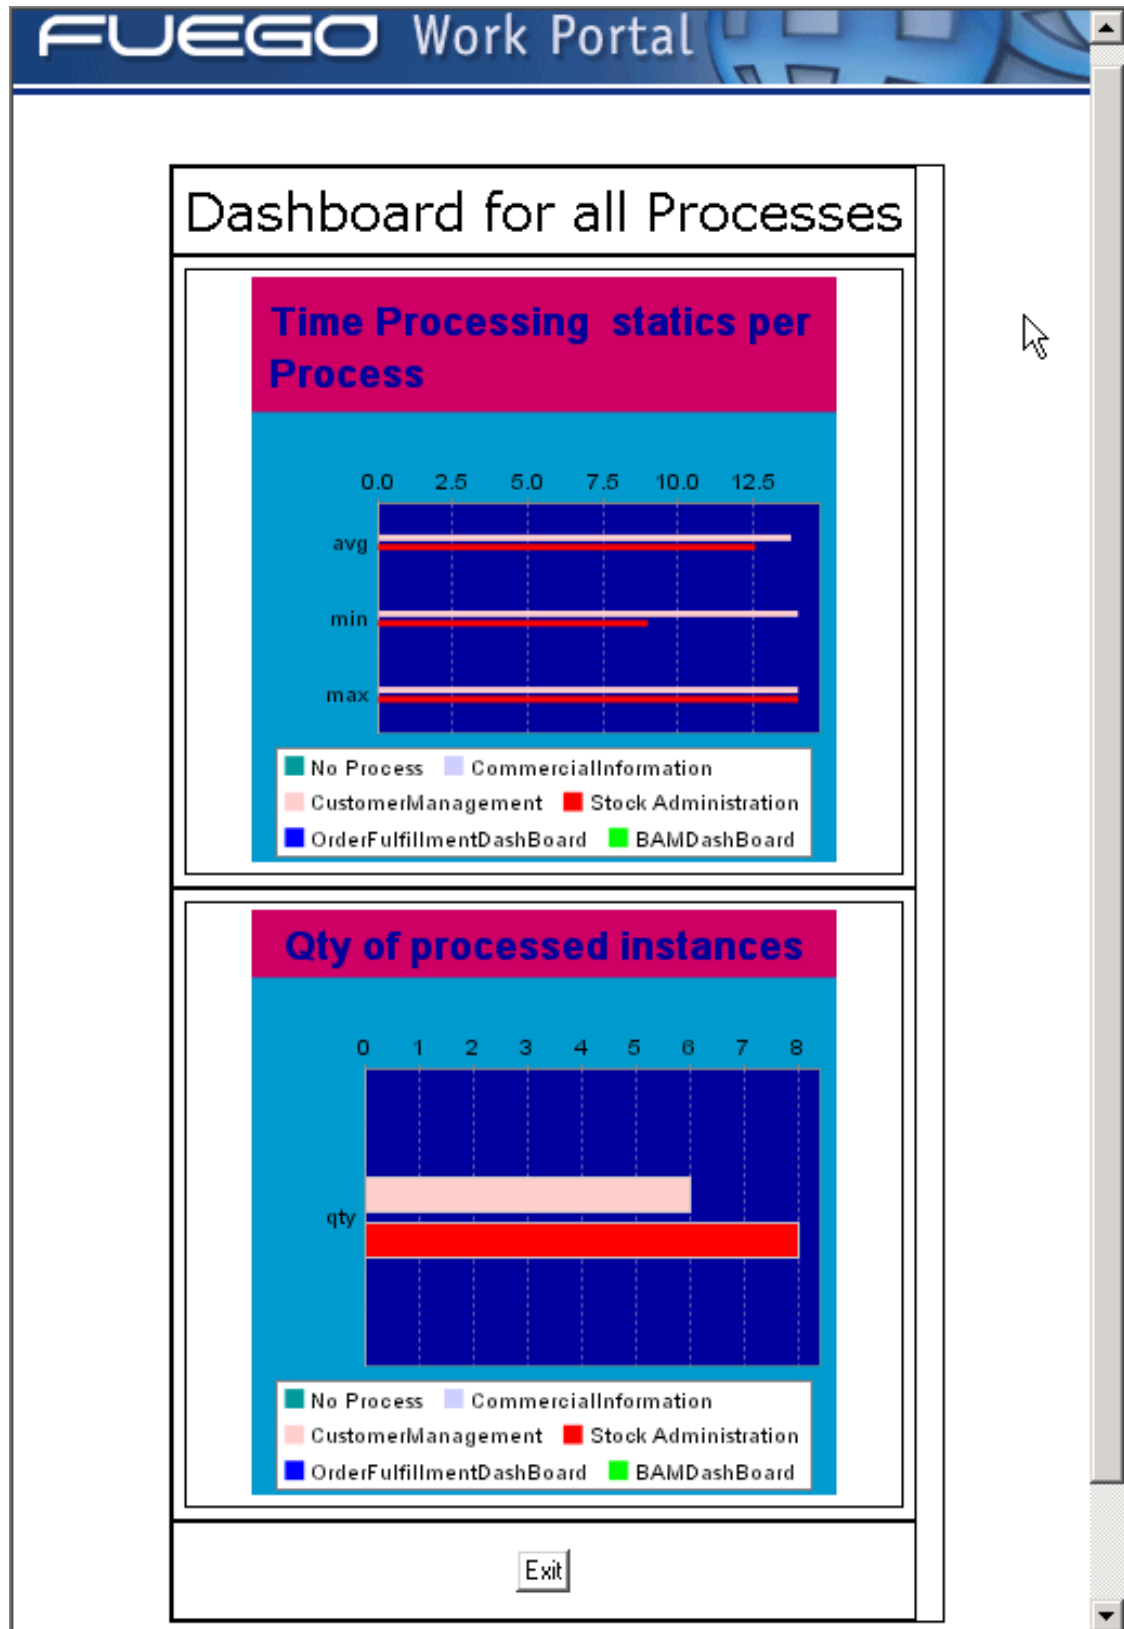 FUEGO Work Portal
Dashboard for all Processes
Time Processing statics per
Process
0.0 2.5 5.0 7.5 10.0 12.5
avg
min
max
No Process CommercialInformation
CustomerManagement Stock Administration
OrderFulfillmentDashBoard BAMDashBoard
Qty of processed instances
0 1 2 3 4 5 6 7 8
qty
No Process CommercialInformation
CustomerManagement Stock Administration
OrderFulfillmentDashBoard BAMDashBoard
Exit